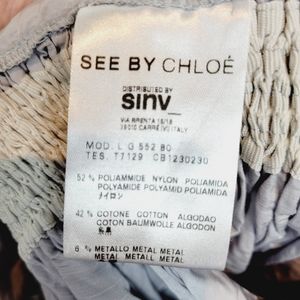 SEE BY CHLOÉ
DISTRIBUTED BY
SINV
VIA BRENTA 15/18
36010 CARRÈ (VI) ITALY
MOD. L G 552 80
TES. T7129 CB1230230
52 % POLIAMMIDE NYLON POLIAMIDA
POLYAMIDE POLYAMID POLIAMIDA
ナイロン
42 % COTONE COTTON ALGODAO
COTON BAUMWOLLE ALGODON
6 % METALLO METAL METAL
METAL METALL METAL